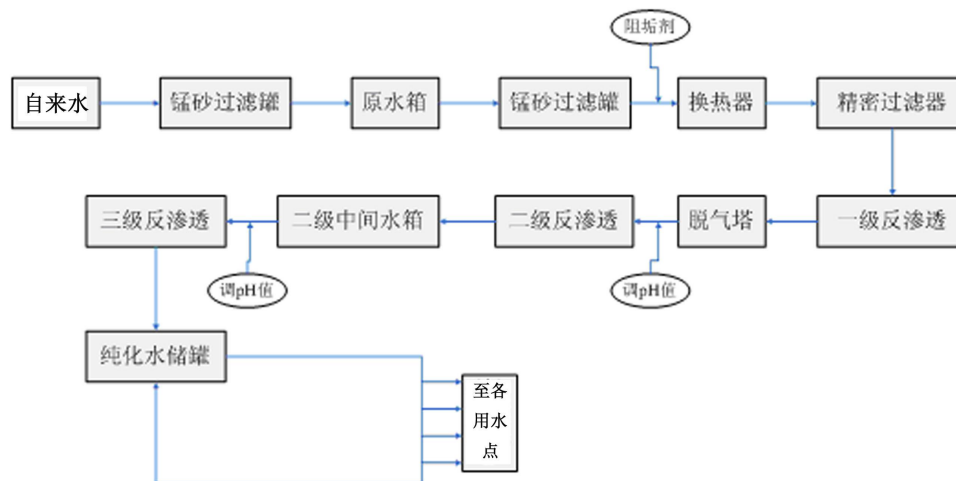 阻垢剂
自来水
锰砂过滤罐
原水箱
锰砂过滤罐
换热器
精密过滤器
三级反渗透
二级中间水箱
二级反渗透
脱气塔
一级反渗透
调pH值
调pH值
纯化水储罐
至各
用水
点